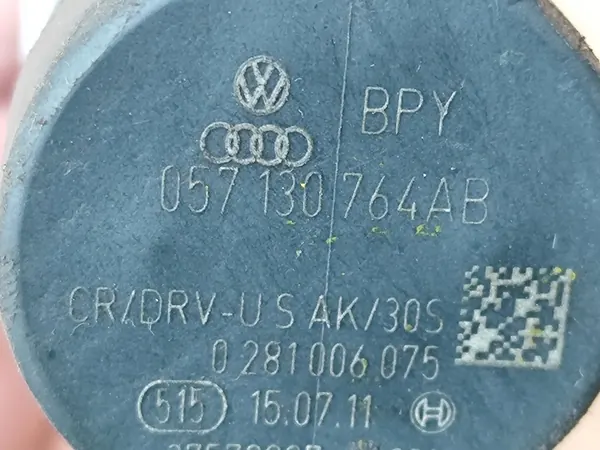 BPY
057 130 764AB
CR/DRV-U S AK/30S
0 281 006 075
515 15.07.11